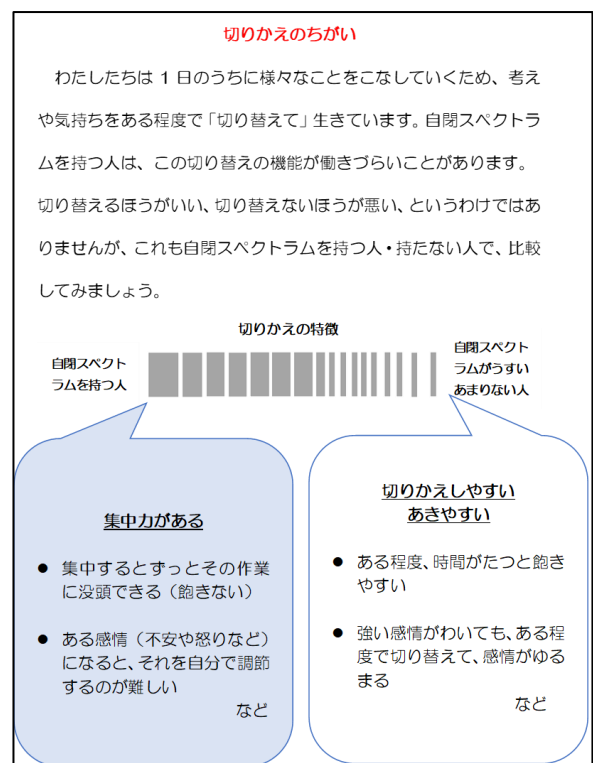 切りかえのちがい
わたしたちは 1 日のうちに様々なことをこなしていくため、考え
や気持ちをある程度で「切り替えて」生きています。自閉スペクトラ
ムを持つ人は、この切り替えの機能が働きづらいことがあります。
切り替えるほうがいい、切り替えないほうが悪い、というわけではあ
りませんが、これも自閉スペクトラムを持つ人・持たない人で、比較
してみましょう。
切りかえの特徴
自閉スペクト
ラムを持つ人
自閉スペクト
ラムがうすい
あまりない人
集中力がある
● 集中するとずっとその作業
に没頭できる（飽きない）
● ある感情（不安や怒りなど）
になると、それを自分で調節
するのが難しい
など
切りかえしやすい
あきやすい
● ある程度、時間がたつと飽き
やすい
● 強い感情がわいても、ある程
度で切り替えて、感情がゆる
まる
など